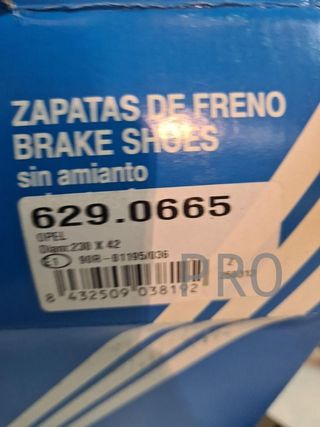 ZAPATAS DE FRENO
BRAKE SHOES
sin amianto
629.0665
OPEL
Diam:230 X 42
90R-01195/036
PRO
8 432509 038192